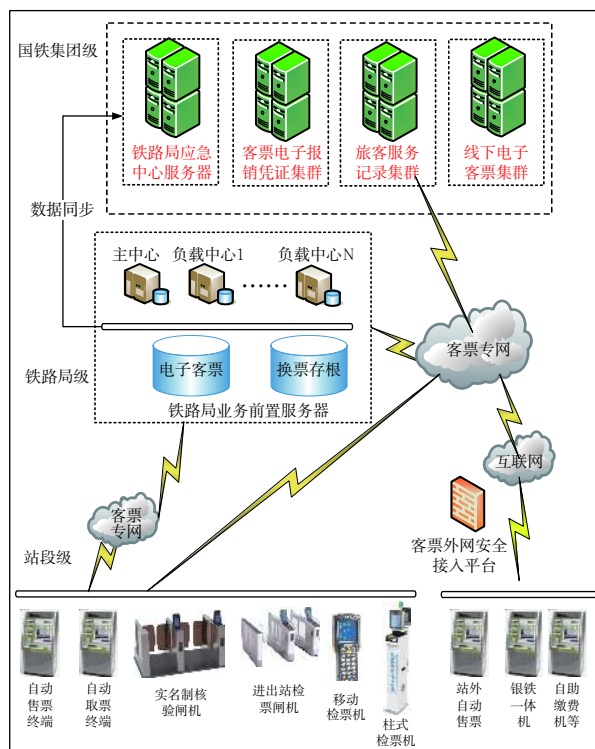 国铁集团级
铁路局应急
中心服务器
客票电子报
销凭证集群
旅客服务
记录集群
线下电子
客票集群
数据同步
主中心
负载中心1
负载中心N
电子客票
换票存根
铁路局级
铁路局业务前置服务器
客票专网
互联网
客票
专网
客票外网安全
接入平台
站段级
自动
售票
终端
自动
取票
终端
实名制核
验闸机
进出站检
票闸机
移动
检票机
柱式
检票机
站外
自动
售票
银铁
一体
机
自助
缴费
机等